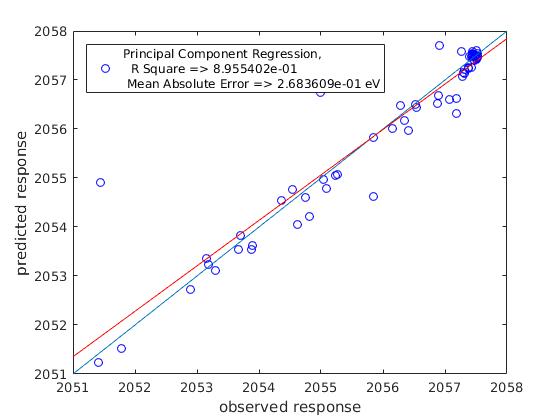 2058
2057
2056
2055
2054
2053
2052
2051
predicted response
Principal Component Regression,
R Square => 8.955402e-01
Mean Absolute Error => 2.683609e-01 eV
2051 2052 2053 2054 2055 2056 2057 2058
observed response